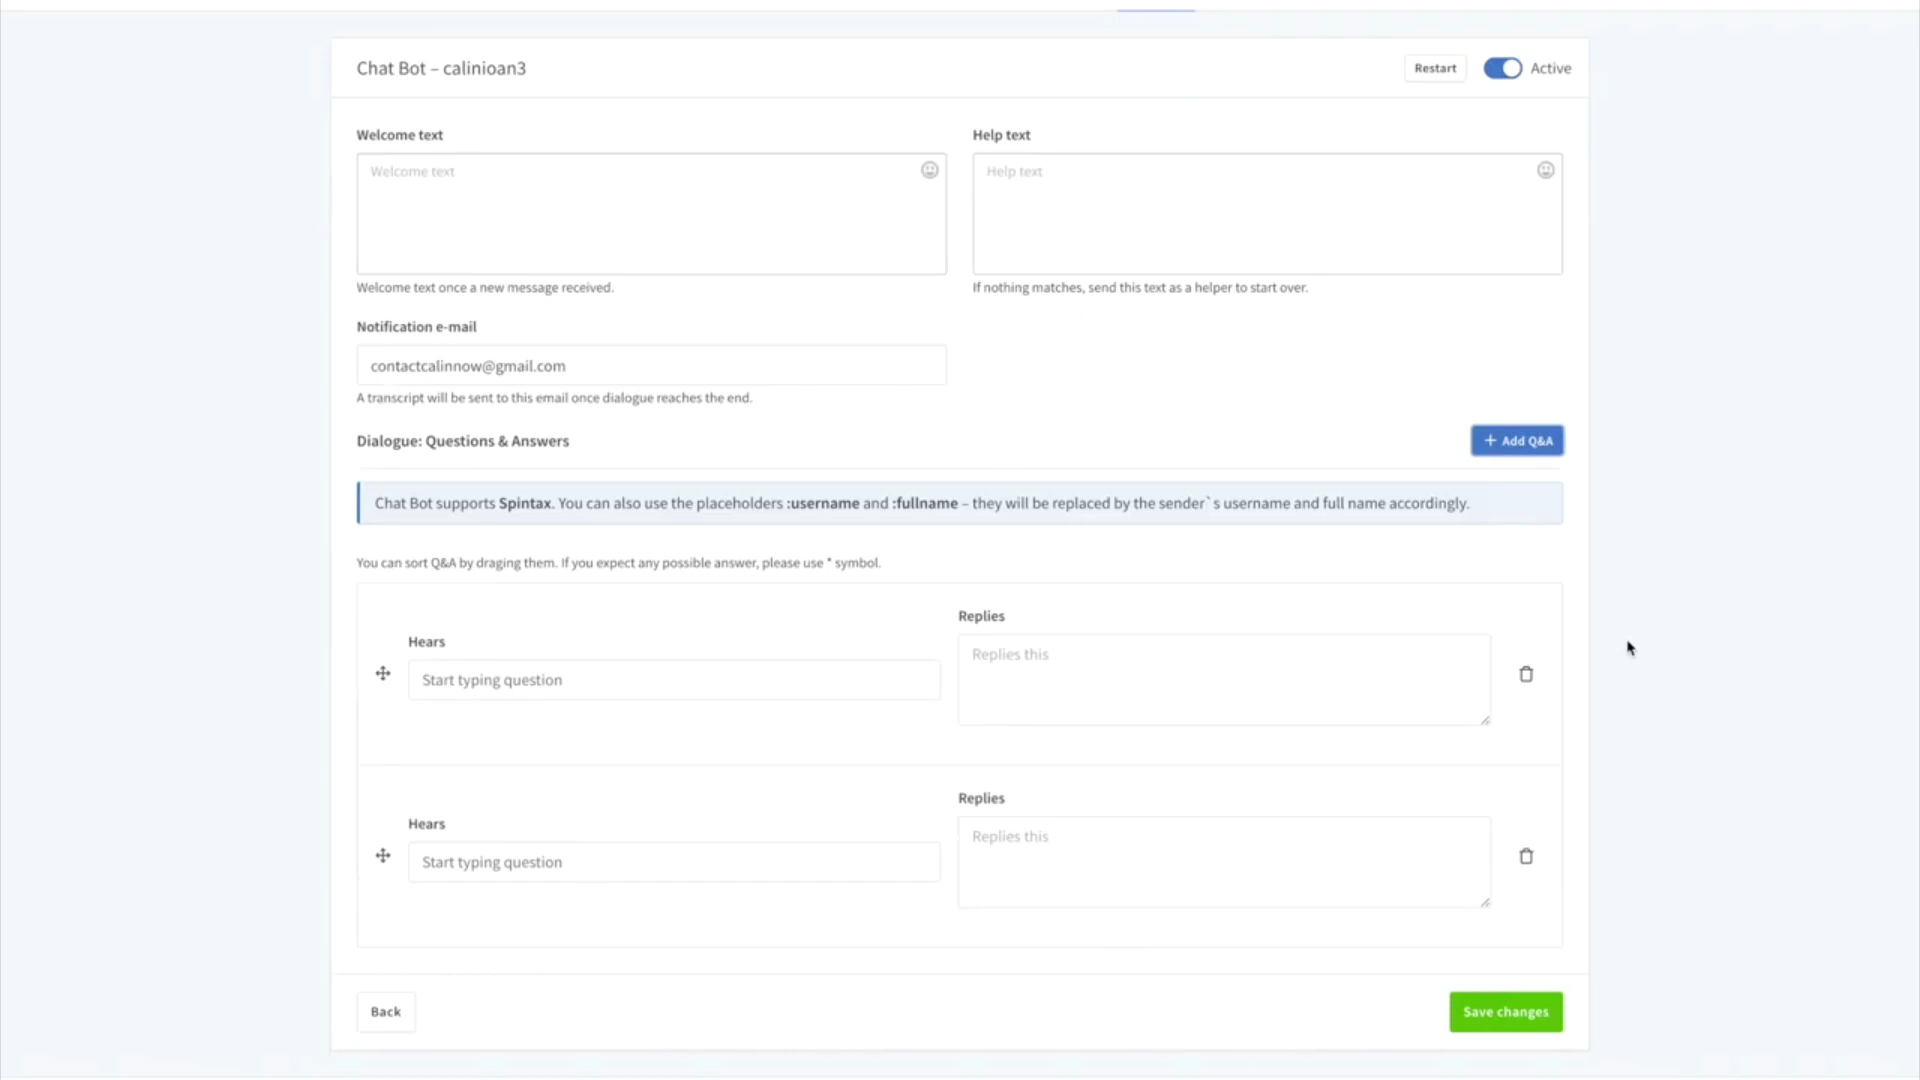 Chat Bot – calinioan3
Restart
Active
Welcome text
Help text
Welcome text
Help text
Welcome text once a new message received.
If nothing matches, send this text as a helper to start over.
Notification e-mail
contactcalinnow@gmail.com
A transcript will be sent to this email once dialogue reaches the end.
Dialogue: Questions & Answers
+ Add Q&A
Chat Bot supports Spintax. You can also use the placeholders :username and :fullname – they will be replaced by the sender`s username and full name accordingly.
You can sort Q&A by draging them. If you expect any possible answer, please use * symbol.
Hears
Start typing question
Replies
Replies this
Hears
Start typing question
Replies
Replies this
Back
Save changes